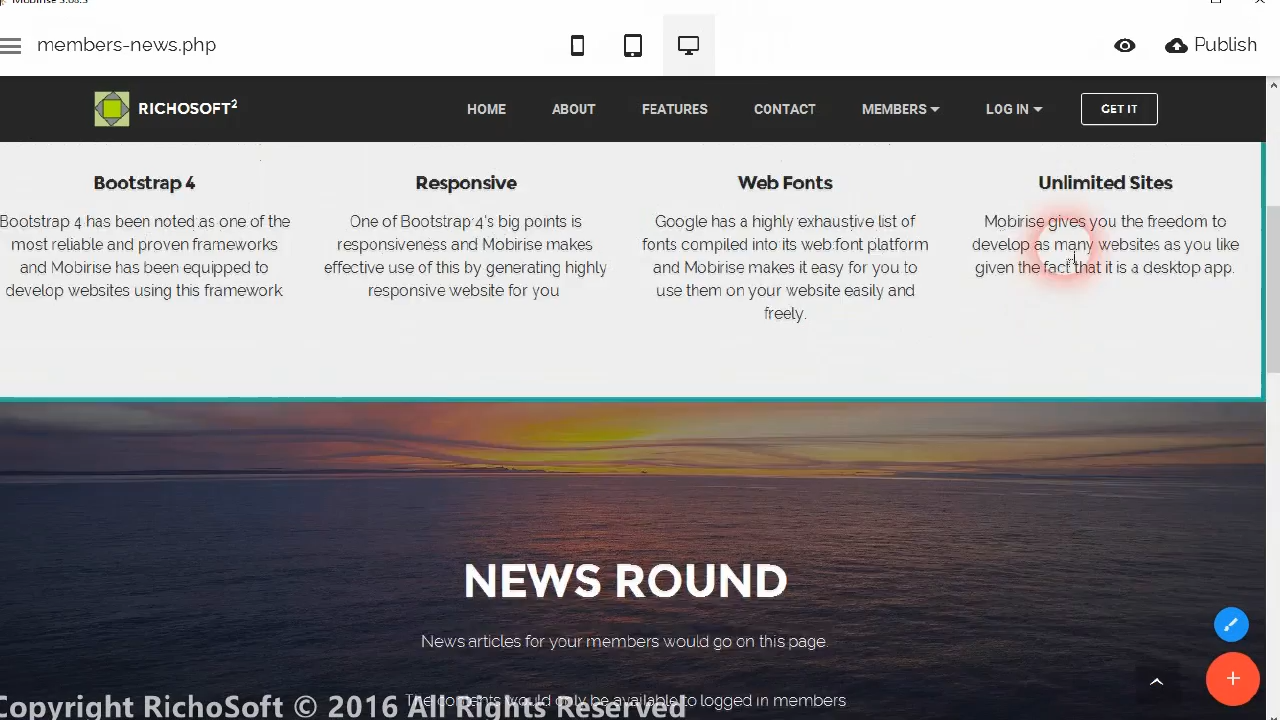 members-news.php
Publish
RICHOSOFT²
HOME
ABOUT
FEATURES
CONTACT
MEMBERS
LOG IN
GET IT
Bootstrap 4
Bootstrap 4 has been noted as one of the
most reliable and proven frameworks
and Mobirise has been equipped to
develop websites using this framework
Responsive
One of Bootstrap 4's big points is
responsiveness and Mobirise makes
effective use of this by generating highly
responsive website for you
Web Fonts
Google has a highly exhaustive list of
fonts compiled into its web font platform
and Mobirise makes it easy for you to
use them on your website easily and
freely.
Unlimited Sites
Mobirise gives you the freedom to
develop as many websites as you like
given the fact that it is a desktop app.
NEWS ROUND
News articles for your members would go on this page.
The contents would only be available to logged in members
Copyright RichoSoft © 2016 All Rights Reserved